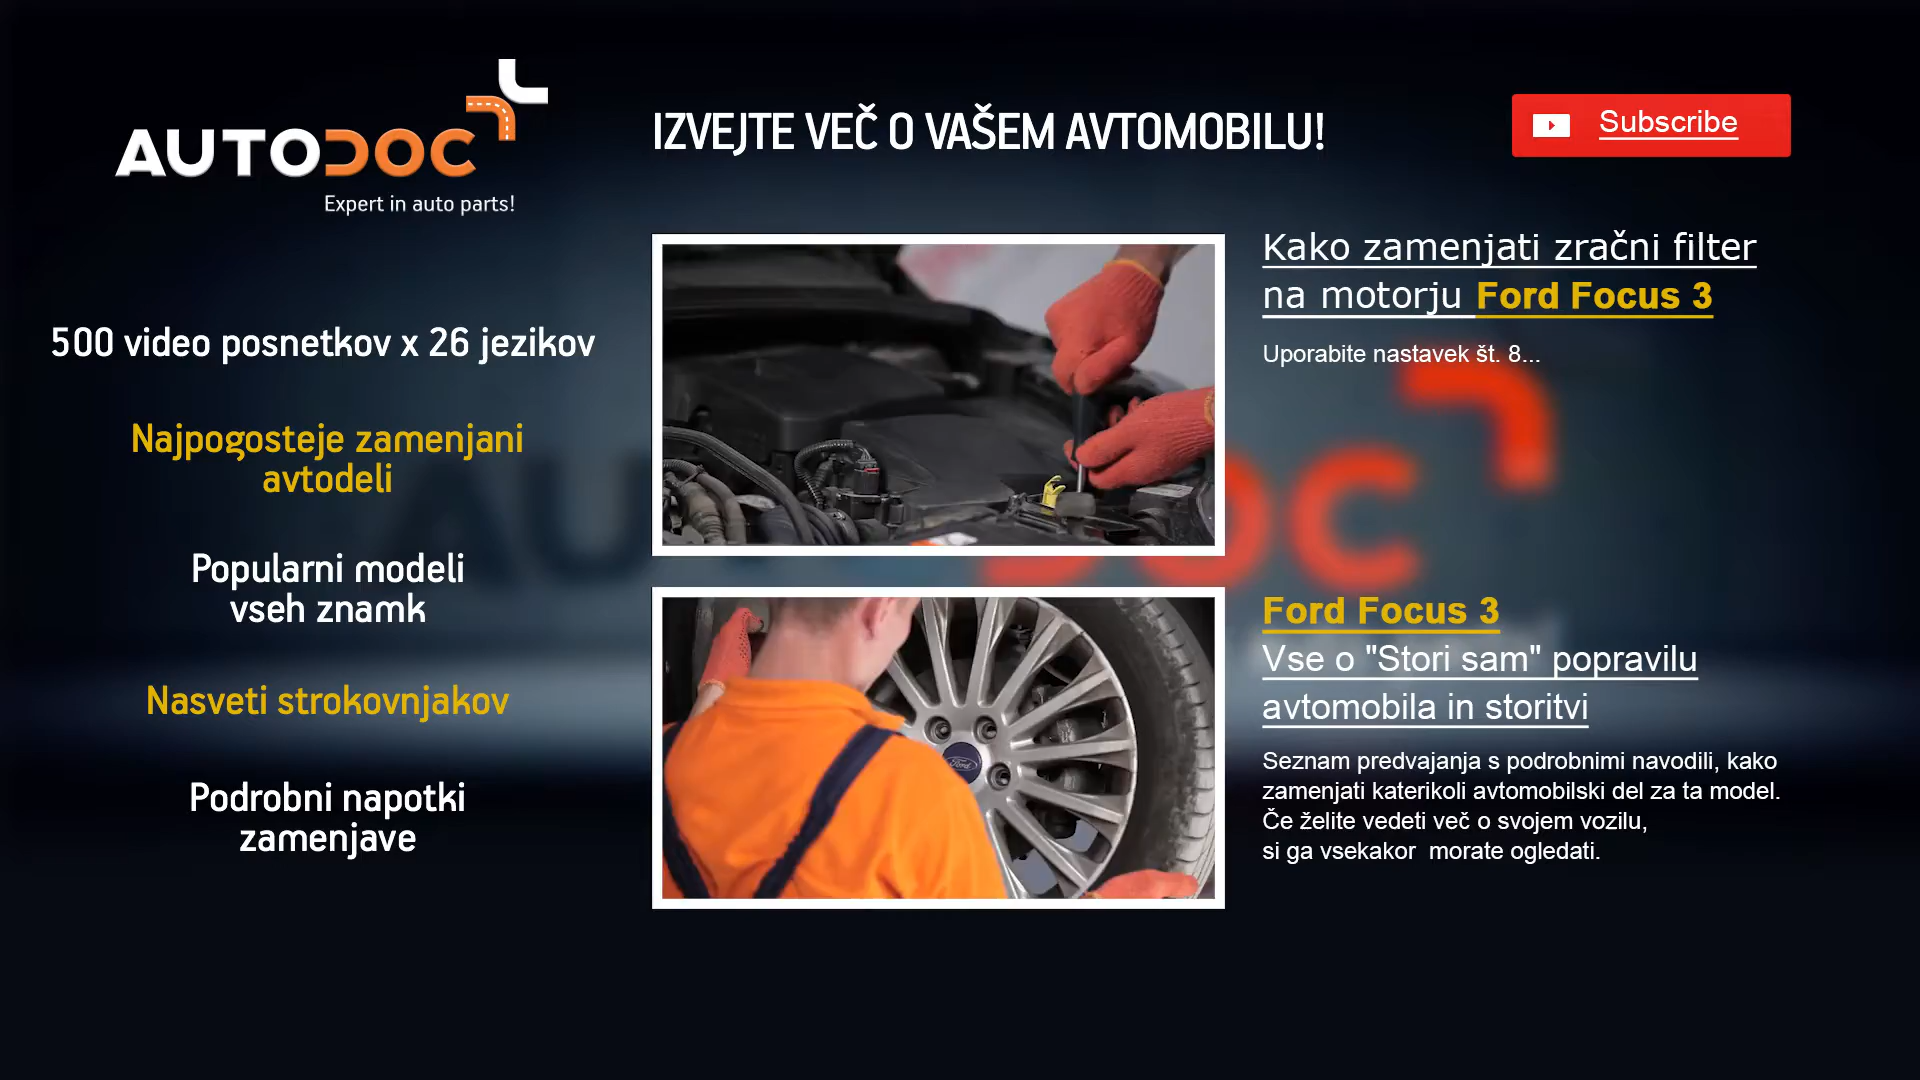 AUTODOC
Expert in auto parts!
IZVEJTE VEČ O VAŠEM AVTOMOBILU!
Subscribe
500 video posnetkov x 26 jezikov
Najpogosteje zamenjani
avtodeli
Popularni modeli
vseh znamk
Nasveti strokovnjakov
Podrobni napotki
zamenjave
Kako zamenjati zračni filter
na motorju Ford Focus 3
Uporabite nastavek št. 8...
Ford Focus 3
Vse o "Stori sam" popravilu
avtomobila in storitvi
Seznam predvajanja s podrobnimi navodili, kako
zamenjati katerikoli avtomobilski del za ta model.
Če želite vedeti več o svojem vozilu,
si ga vsekakor  morate ogledati.
Ford